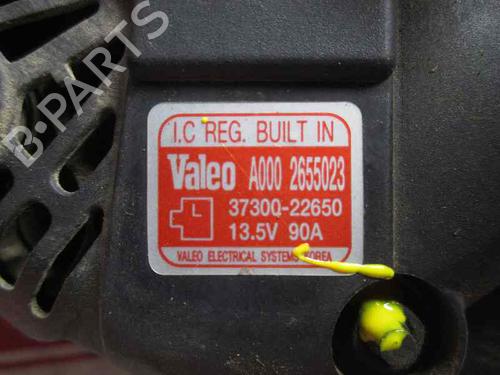 B-PARTS
I.C REG. BUILT IN
Valeo A000 2655023
37300-22650
13.5V 90A
VALEO ELECTRICAL SYSTEMS KOREA